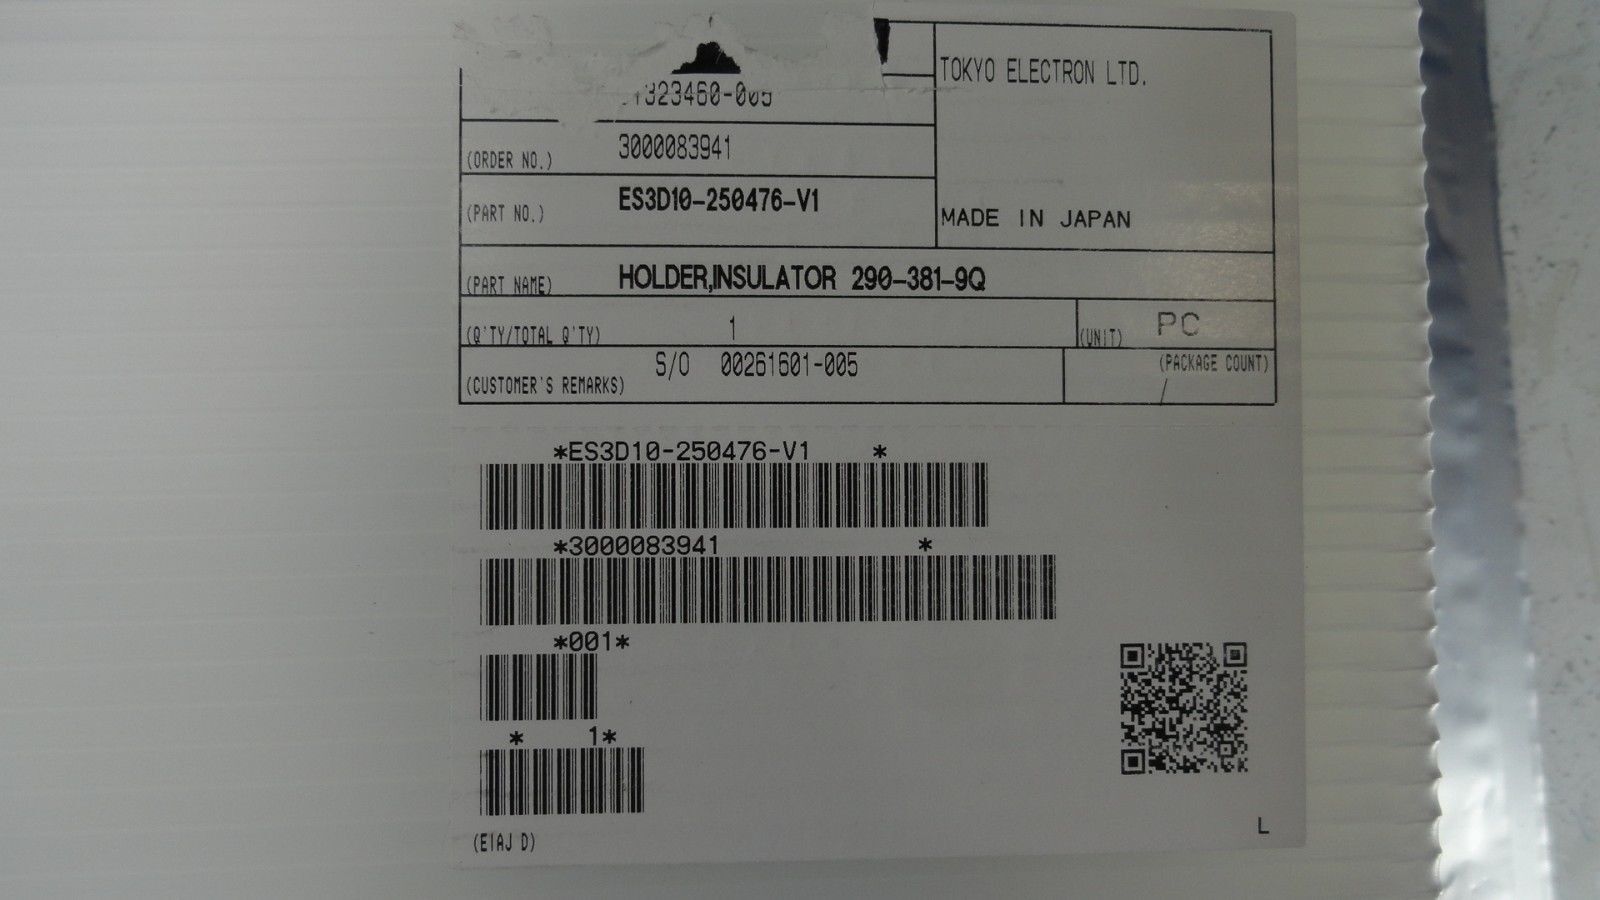 TOKYO ELECTRON LTD.
1323460-005
(ORDER NO.) 3000083941
(PART NO.) ES3D10-250476-V1
MADE IN JAPAN
(PART NAME) HOLDER,INSULATOR 290-381-9Q
(Q'TY/TOTAL Q'TY) 1 (UNIT) PC
(CUSTOMER'S REMARKS) S/O 00261601-005 (PACKAGE COUNT)
/
*ES3D10-250476-V1 *
*3000083941 *
*001*
* 1*
(EIAJ D)
L